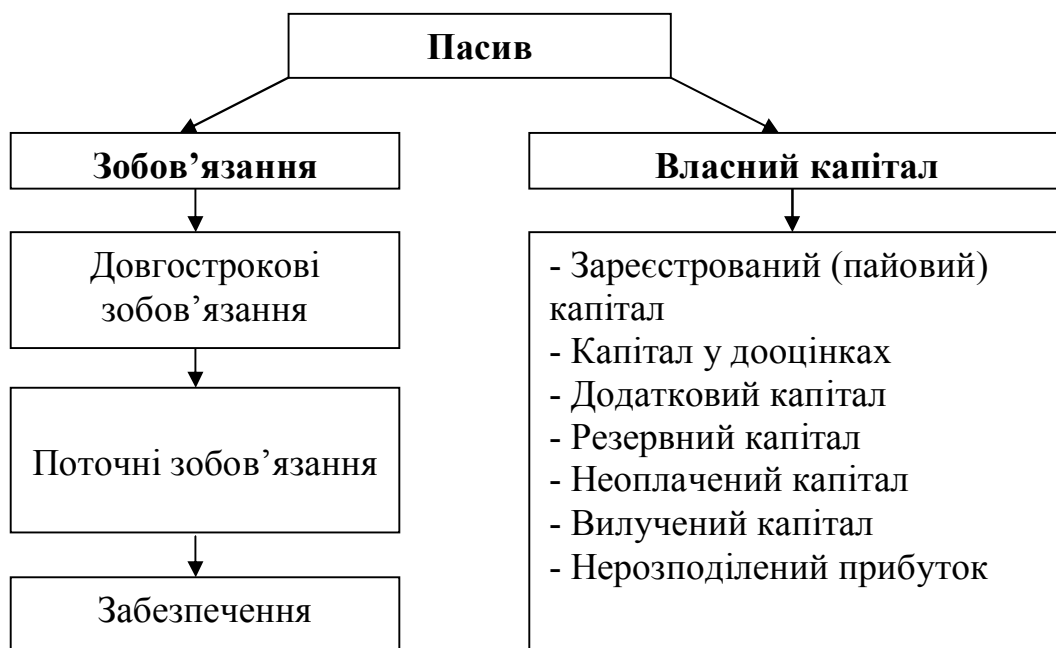 Пасив
Зобов’язання
Довгострокові
зобов’язання
Поточні зобов’язання
Забезпечення
Власний капітал
- Зареєстрований (пайовий)
капітал
- Капітал у дооцінках
- Додатковий капітал
- Резервний капітал
- Неоплачений капітал
- Вилучений капітал
- Нерозподілений прибуток